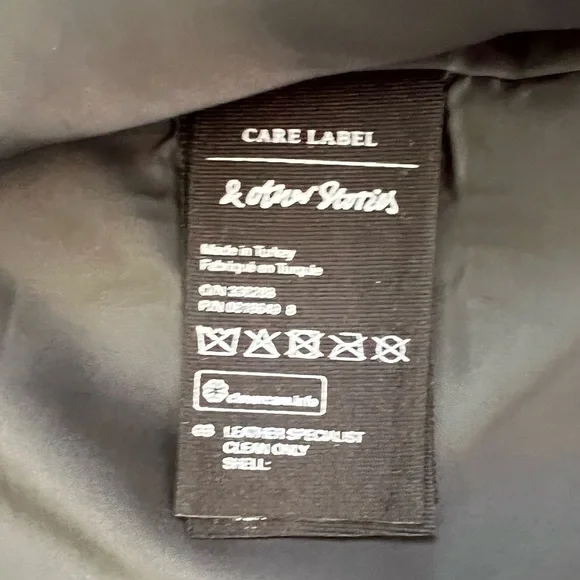 CARE LABEL
& other Stories
Made in Turkey
Fabriqué en Turquie
GB LEATHER SPECIALIST
CLEAN ONLY
SHELL: